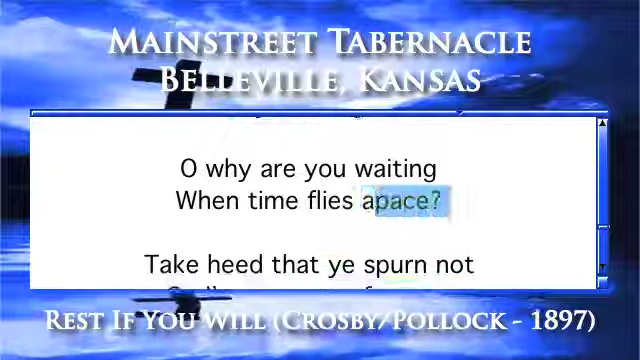 Mainstreet Tabernacle
Belleville, Kansas
O why are you waiting
When time flies apace?
Take heed that ye spurn not
Rest If You Will (Crosby/Pollock - 1897)